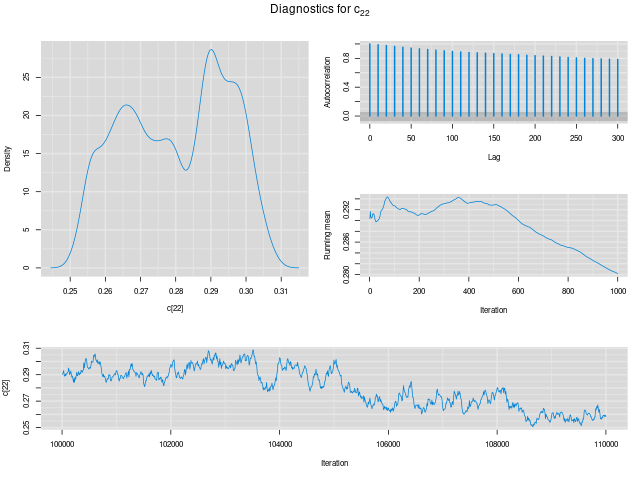 Diagnostics for c22
Density
25
20
15
10
5
0
0.25 0.26 0.27 0.28 0.29 0.30 0.31
c[22]
Autocorrelation
0.8
0.4
0.0
0 50 100 150 200 250 300
Lag
Running mean
0.292
0.286
0.280
0 200 400 600 800 1000
Iteration
c[22]
0.31
0.29
0.27
0.25
100000 102000 104000 106000 108000 110000
Iteration